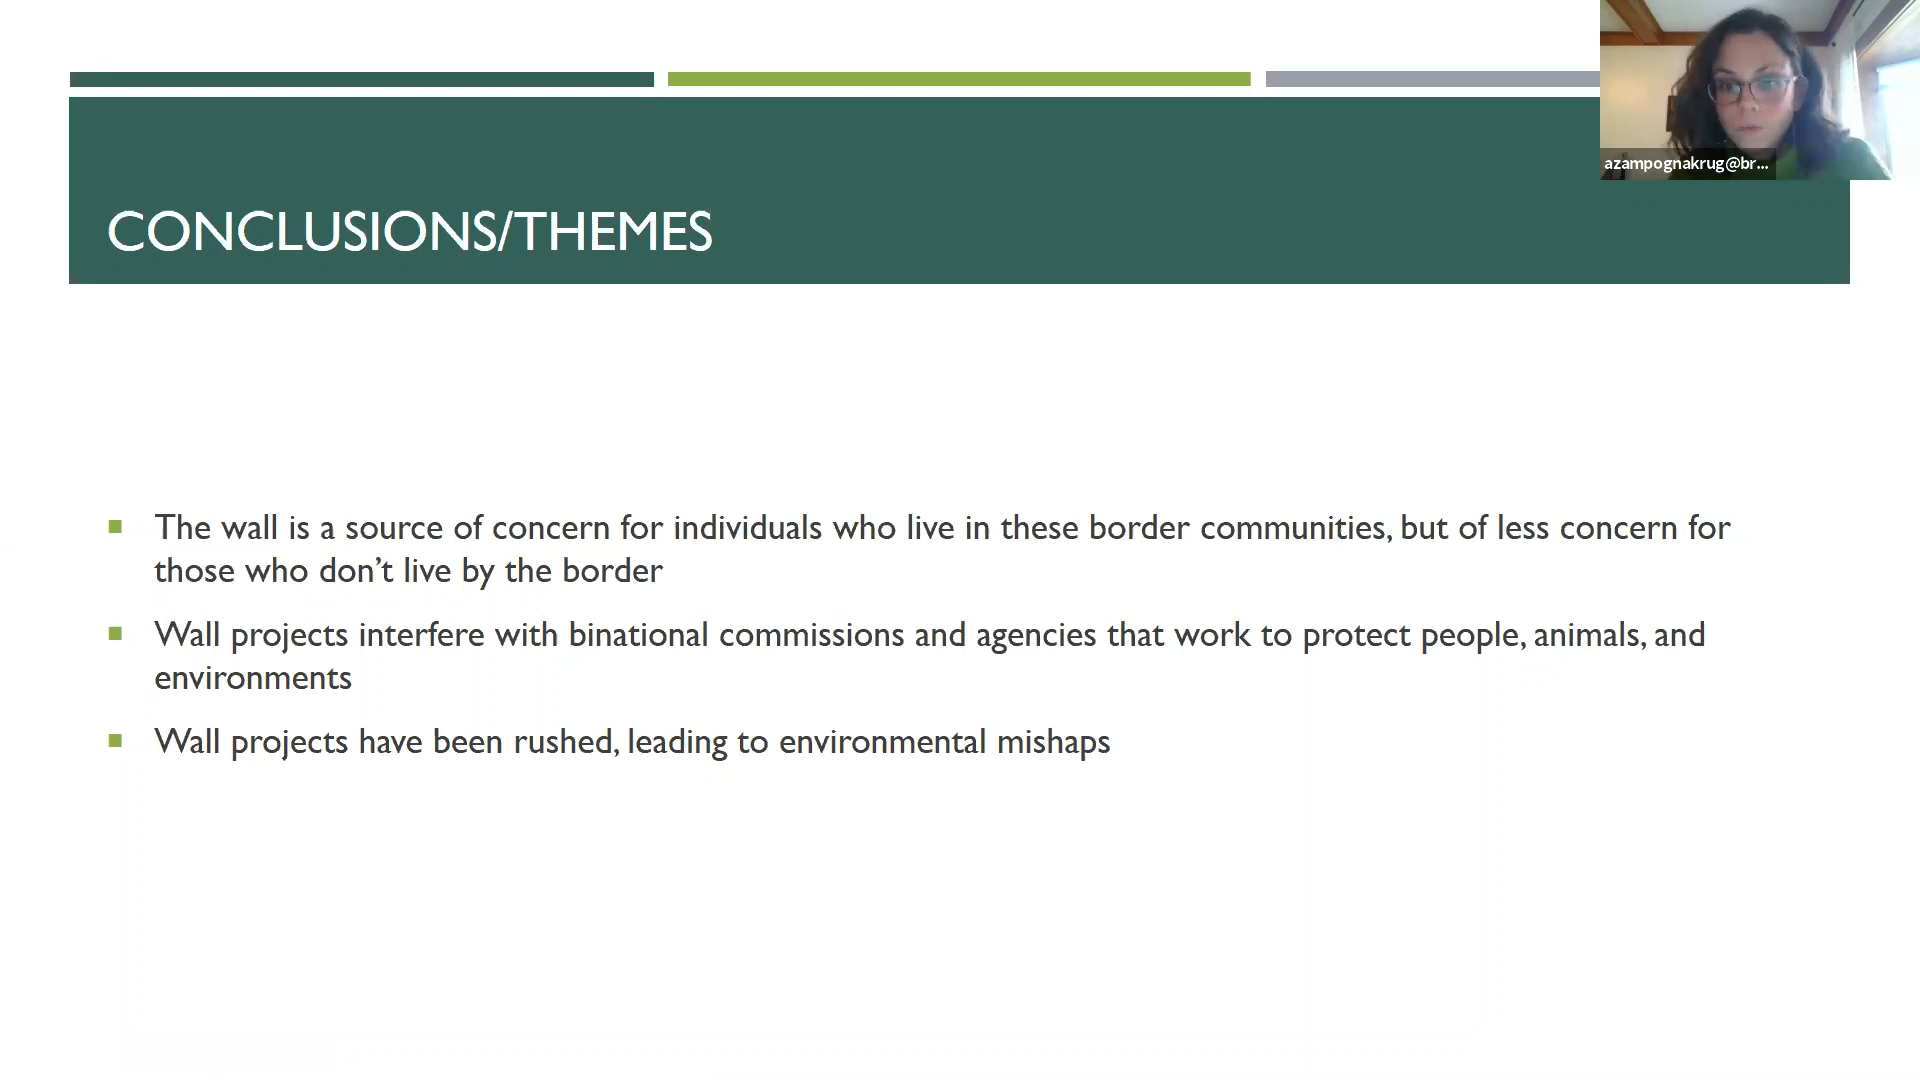 azampognakrug@br...
CONCLUSIONS/THEMES
The wall is a source of concern for individuals who live in these border communities, but of less concern for
those who don’t live by the border
Wall projects interfere with binational commissions and agencies that work to protect people, animals, and
environments
Wall projects have been rushed, leading to environmental mishaps